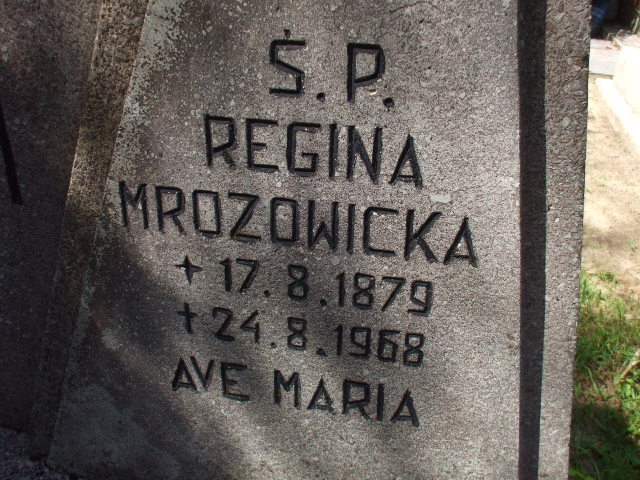 Ś.P.
REGINA
MROZOWICKA
+17.8.1879
+24.8.1968
AVE MARIA